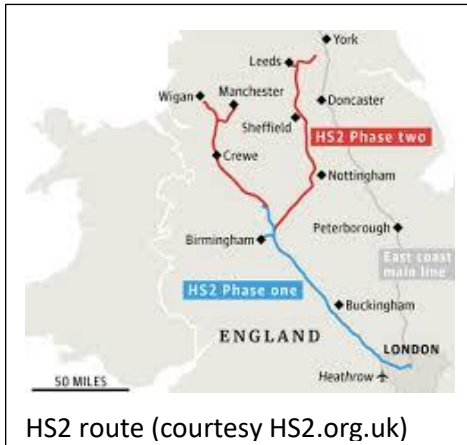 York
Leeds
Wigan
Manchester
Doncaster
Sheffield
HS2 Phase two
Crewe
Nottingham
Birmingham
Peterborough
East coast
main line
HS2 Phase one
Buckingham
ENGLAND
LONDON
50 MILES
Heathrow
HS2 route (courtesy HS2.org.uk)